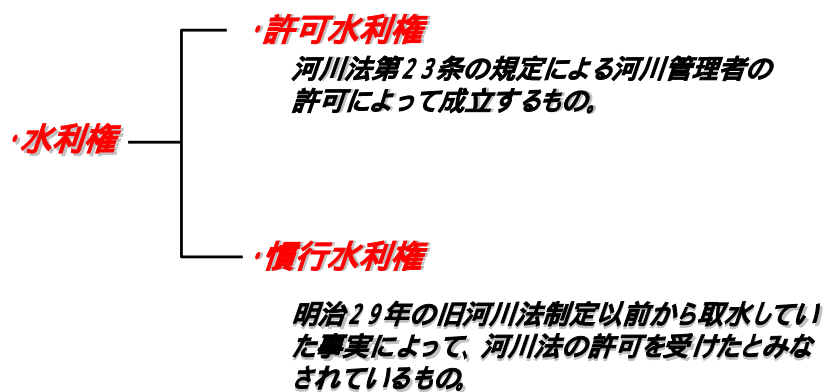 ・許可水利権
河川法第23条の規定による河川管理者の
許可によって成立するもの。
・水利権
・慣行水利権
明治29年の旧河川法制定以前から取水してい
た事実によって、河川法の許可を受けたとみな
されているもの。